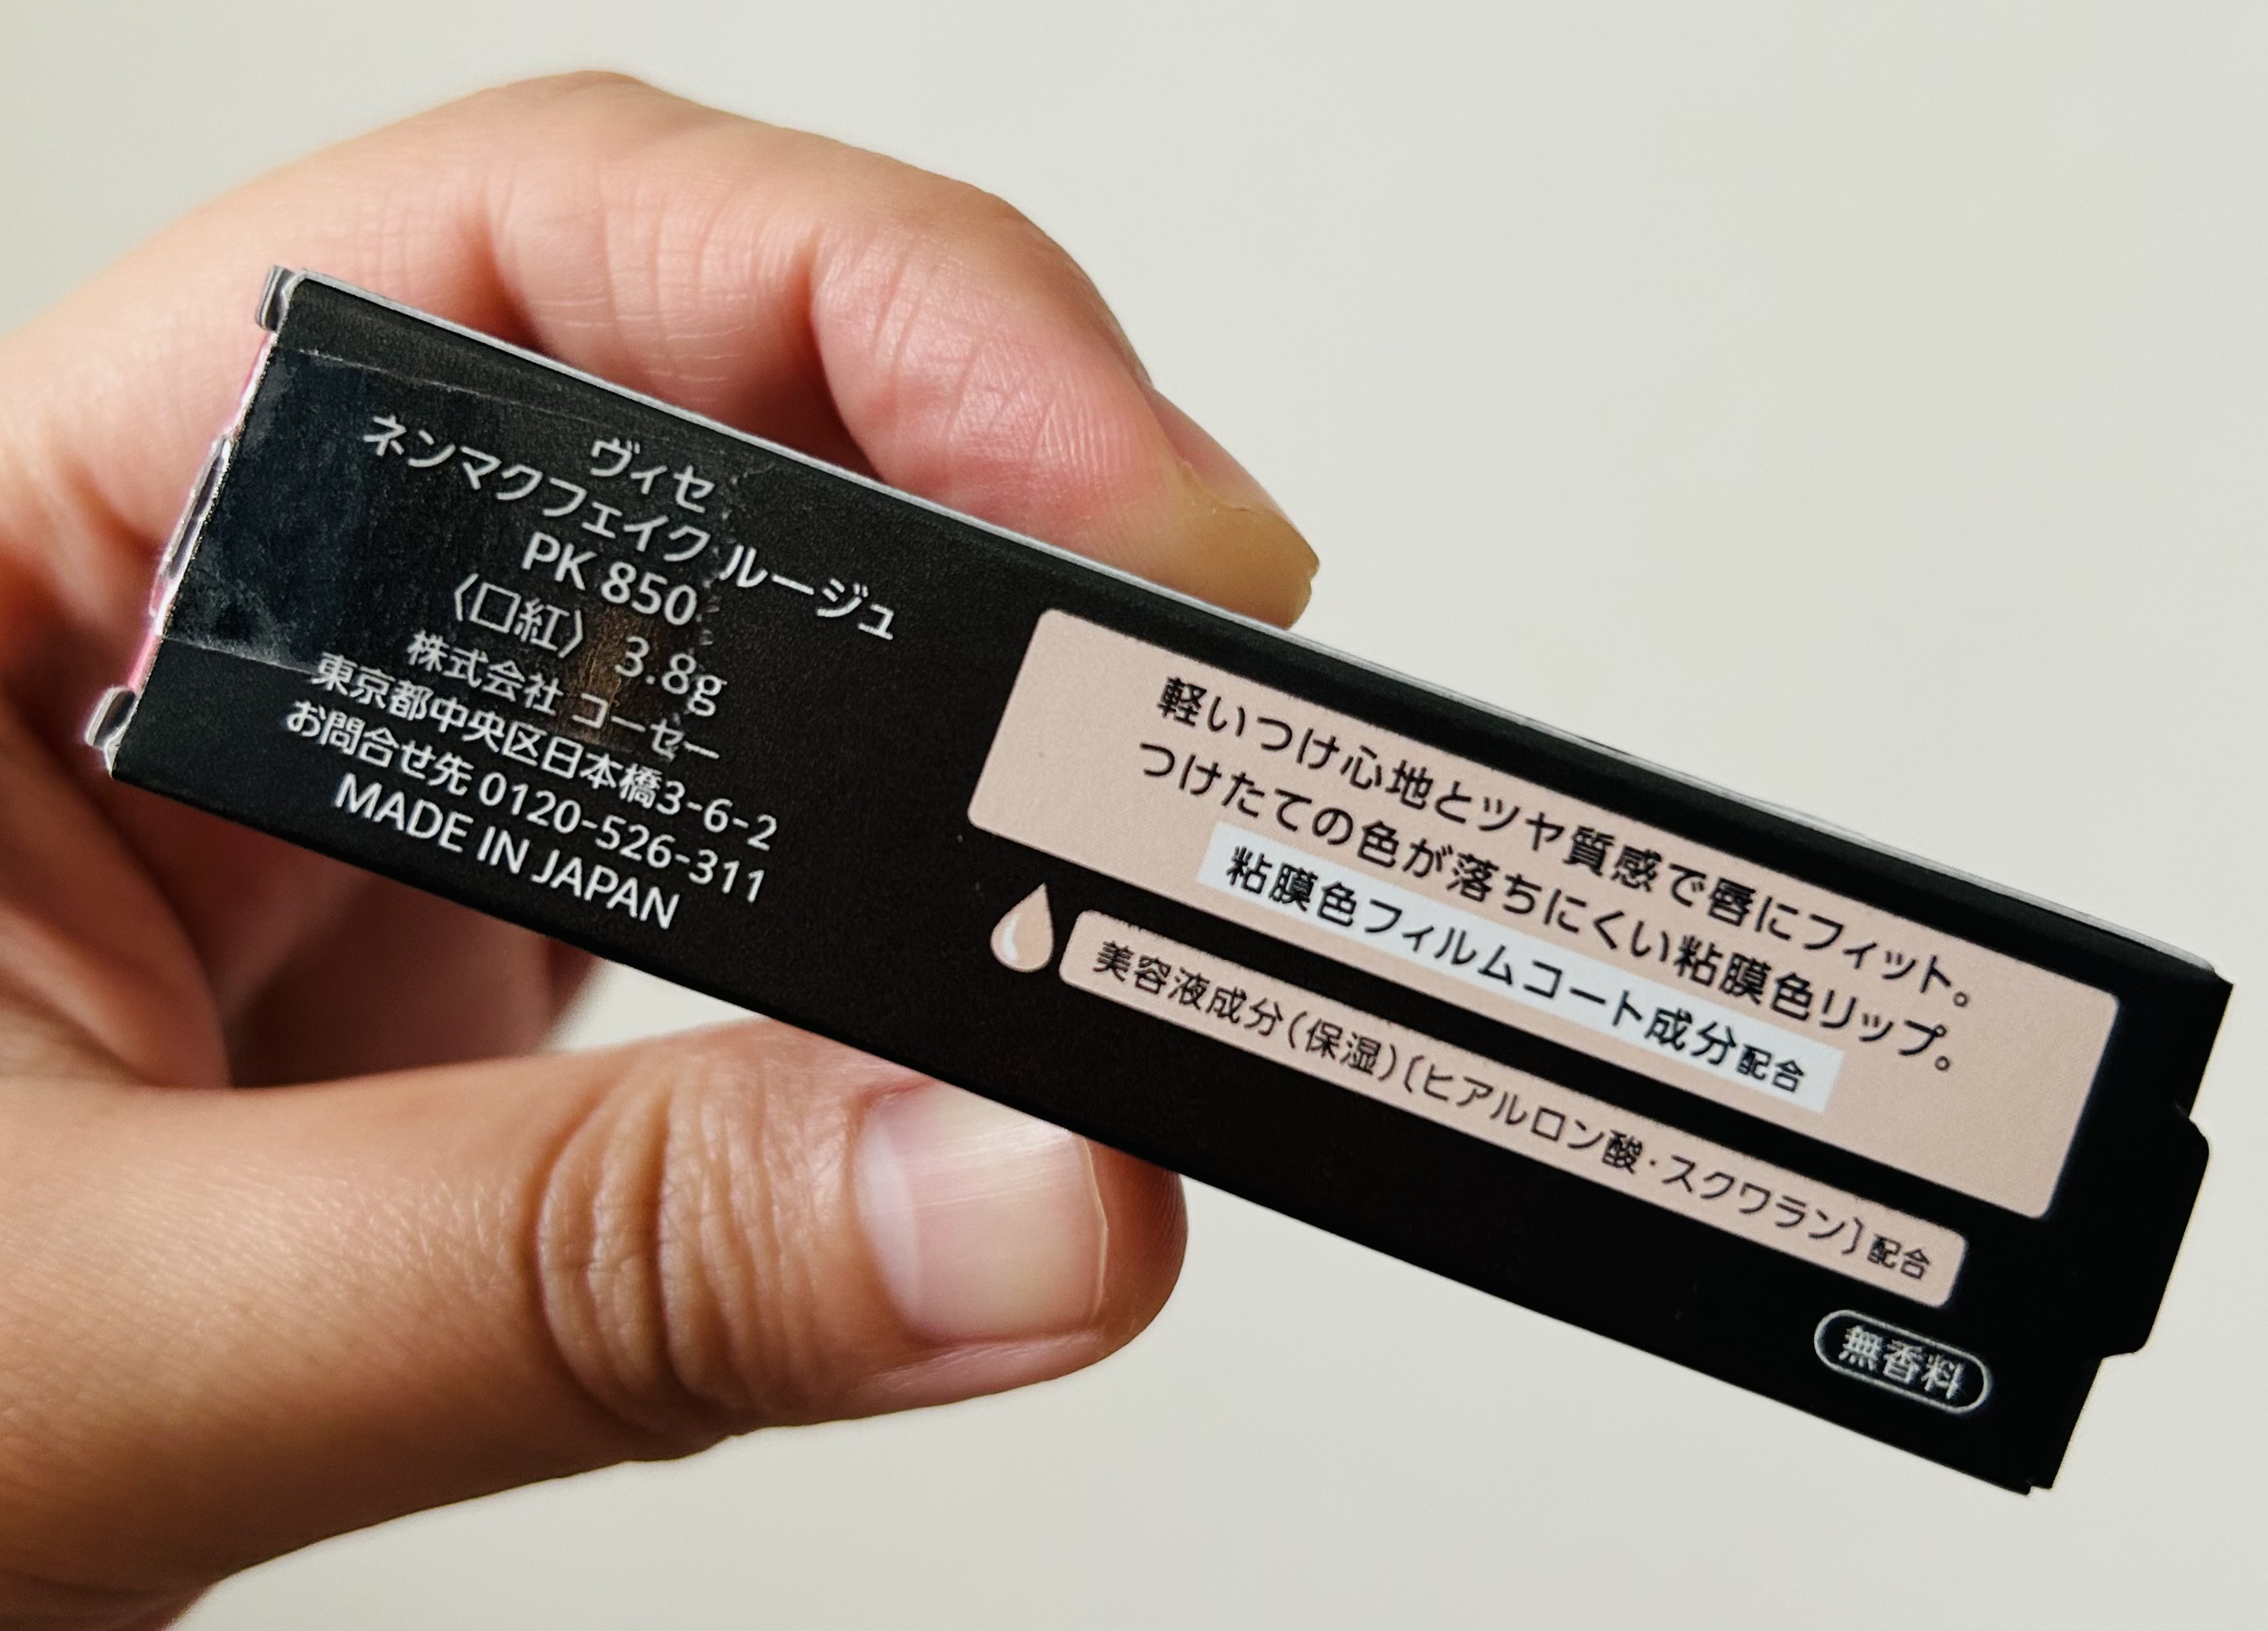 ヴィセ
ネンマクフェイク ルージュ
PK 850
〈口紅〉 3.8g
株式会社 コーセー
東京都中央区日本橋3-6-2
お問合せ先 0120-526-311
MADE IN JAPAN
軽いつけ心地とツヤ質感で唇にフィット。
つけたての色が落ちにくい粘膜色リップ。
粘膜色フィルムコート成分配合
美容液成分(保湿)〔ヒアルロン酸・スクワラン〕配合
無香料